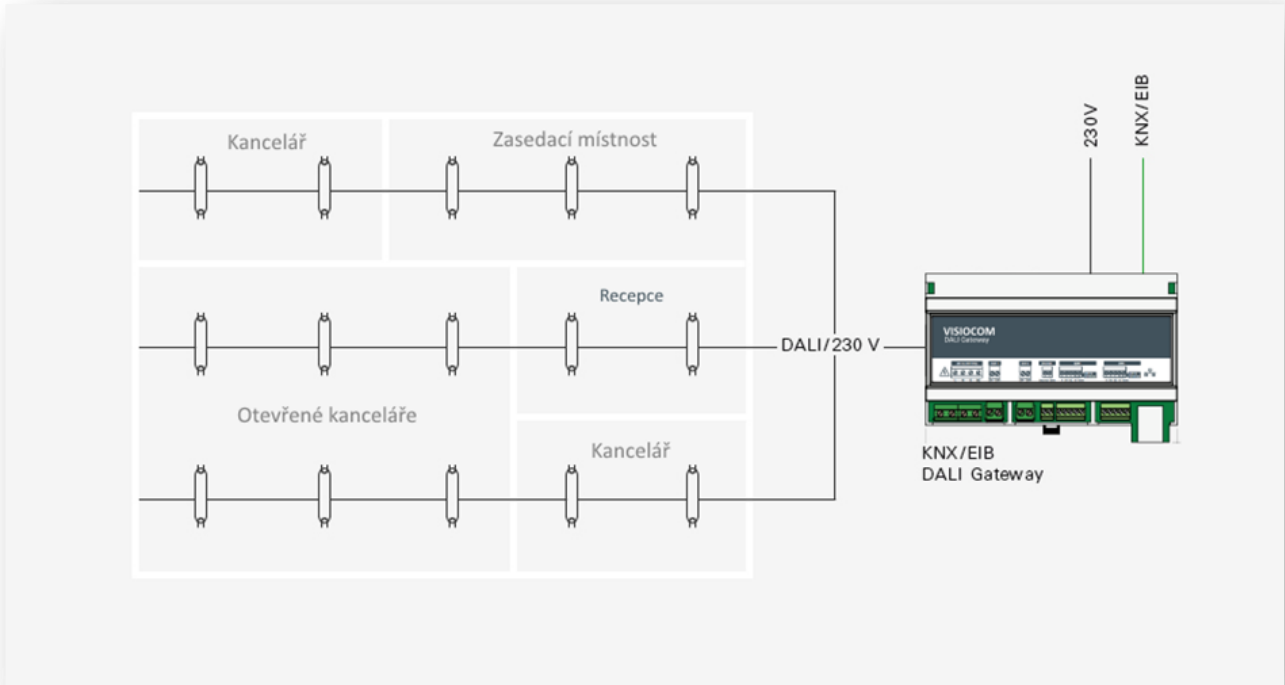 230V
KNX/EIB
Kancelář
Zasedací místnost
Recepce
DALI/230 V
VISIOCOM
DALI Gateway
Otevřené kanceláře
Kancelář
KNX/EIB
DALI Gateway